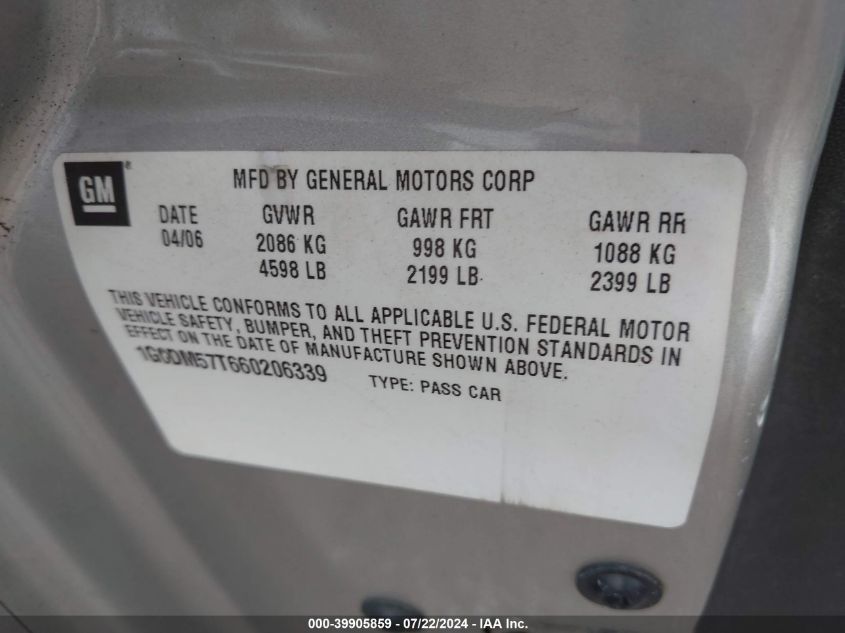 GM®
MFD BY GENERAL MOTORS CORP
DATE GVWR GAWR FRT GAWR RR
04/06 2086 KG 998 KG 1088 KG
4598 LB 2199 LB 2399 LB
THIS VEHICLE CONFORMS TO ALL APPLICABLE U.S. FEDERAL MOTOR
VEHICLE SAFETY, BUMPER, AND THEFT PREVENTION STANDARDS IN
EFFECT ON THE DATE OF MANUFACTURE SHOWN ABOVE.
1G6DM57T660206339 TYPE: PASS CAR
000-39905859 - 07/22/2024 - IAA Inc.